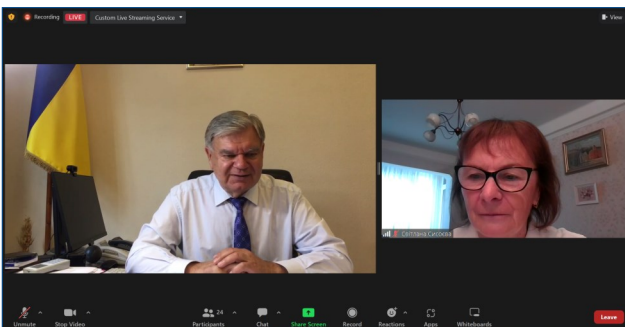 Recording LIVE Custom Live Streaming Service
View
Світлана Сисоєва
24
Unmute Stop Video Participants Chat Share Screen Record Reactions Apps Whiteboards
Leave